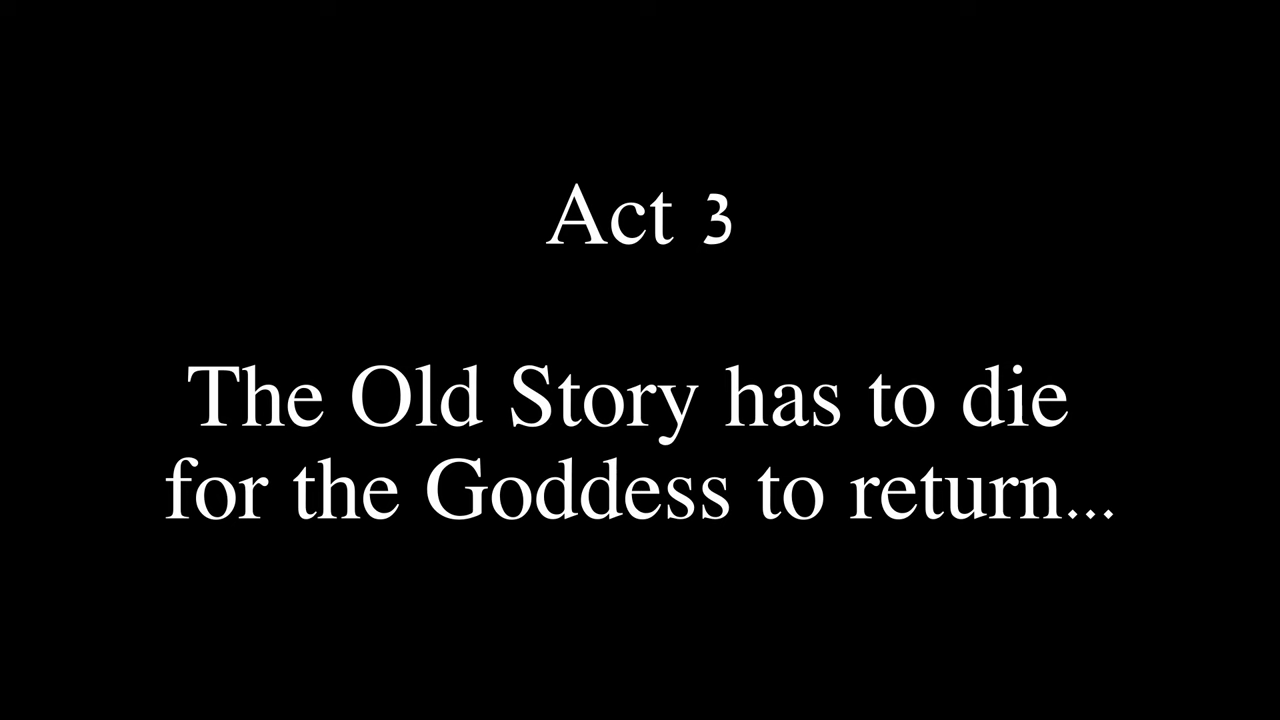 Act 3
The Old Story has to die
for the Goddess to return...